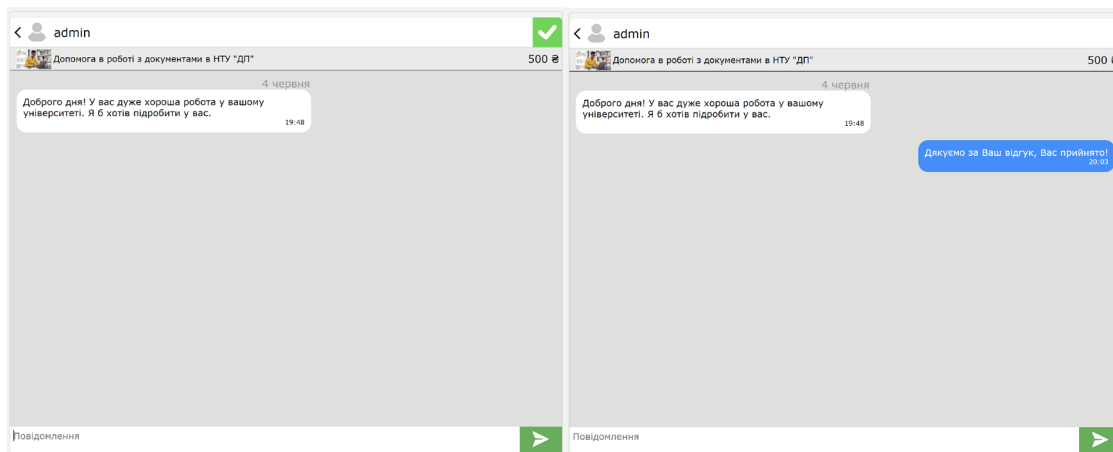 admin
Допомога в роботі з документами в НТУ "ДП"
500 ₴
4 червня
Доброго дня! У вас дуже хороша робота у вашому
університеті. Я б хотів підробити у вас.
19:48
Повідомлення
admin
Допомога в роботі з документами в НТУ "ДП"
500 ₴
4 червня
Доброго дня! У вас дуже хороша робота у вашому
університеті. Я б хотів підробити у вас.
19:48
Дякуємо за Ваш відгук, Вас прийнято!
20:03
Повідомлення